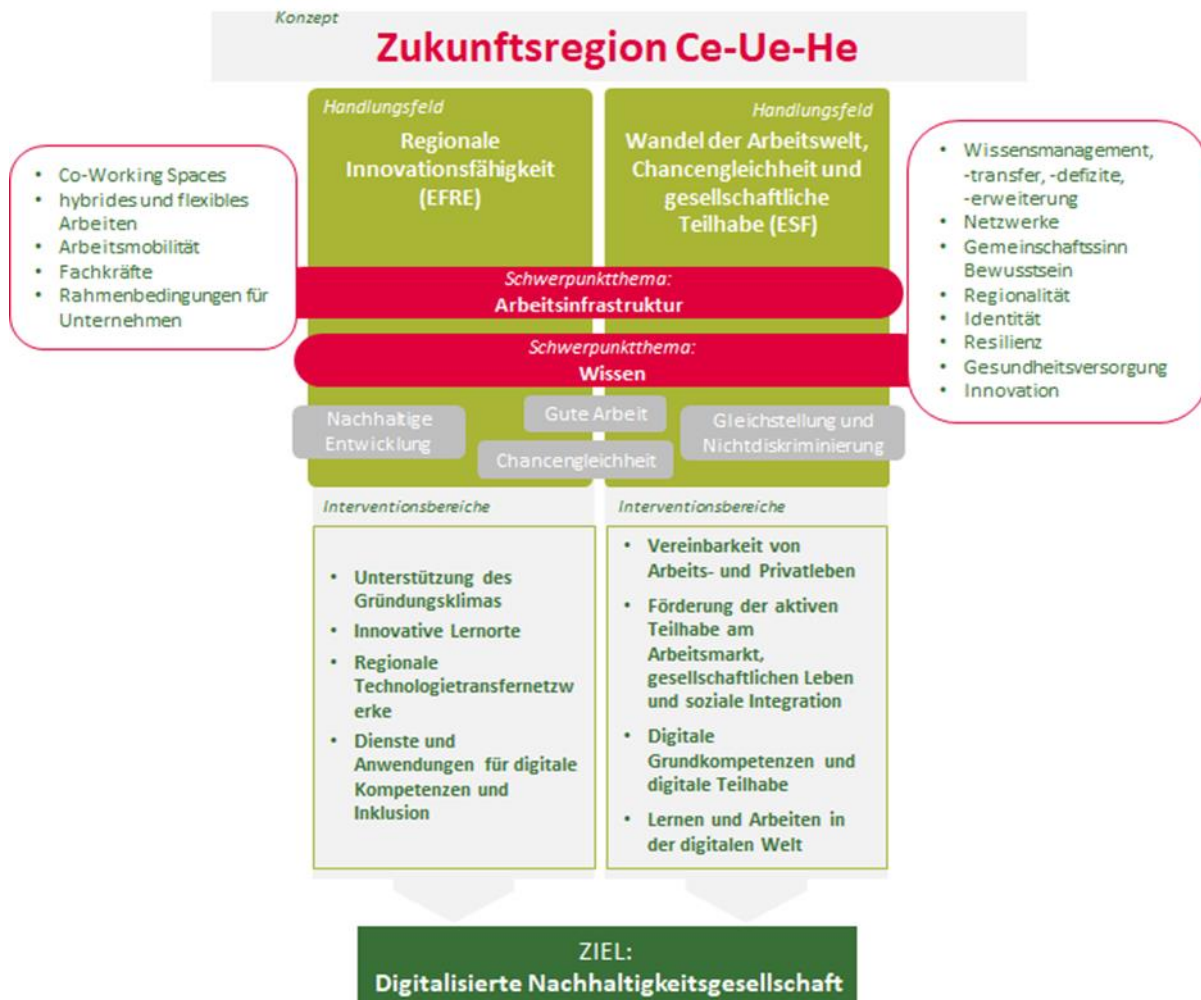 Konzept
Zukunftsregion Ce-Ue-He
Handlungsfeld
Regionale
Innovationsfähigkeit
(EFRE)
Handlungsfeld
Wandel der Arbeitswelt,
Chancengleichheit und
gesellschaftliche
Teilhabe (ESF)
• Co-Working Spaces
• hybrides und flexibles
Arbeiten
• Arbeitsmobilität
• Fachkräfte
• Rahmenbedingungen für
Unternehmen
• Wissensmanagement,
-transfer, -defizite,
-erweiterung
• Netzwerke
• Gemeinschaftssinn
Bewusstsein
• Regionalität
• Identität
• Resilienz
• Gesundheitsversorgung
• Innovation
Schwerpunktthema:
Arbeitsinfrastruktur
Schwerpunktthema:
Wissen
Nachhaltige
Entwicklung
Gute Arbeit
Chancengleichheit
Gleichstellung und
Nichtdiskriminierung
Interventionsbereiche
• Unterstützung des
Gründungsklimas
• Innovative Lernorte
• Regionale
Technologietransfernetzw
erke
• Dienste und
Anwendungen für digitale
Kompetenzen und
Inklusion
Interventionsbereiche
• Vereinbarkeit von
Arbeits- und Privatleben
• Förderung der aktiven
Teilhabe am
Arbeitsmarkt,
gesellschaftlichen Leben
und soziale Integration
• Digitale
Grundkompetenzen und
digitale Teilhabe
• Lernen und Arbeiten in
der digitalen Welt
ZIEL:
Digitalisierte Nachhaltigkeitsgesellschaft